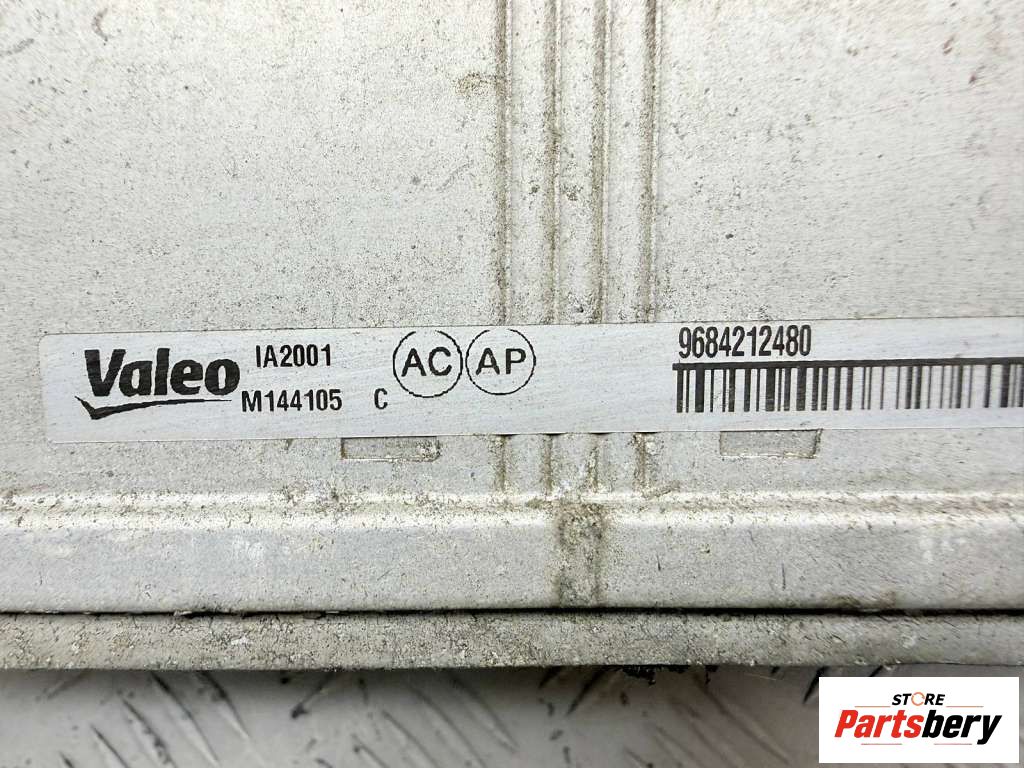 Valeo
IA2001
M144105 C
AC AP
9684212480
STORE
Partsbery